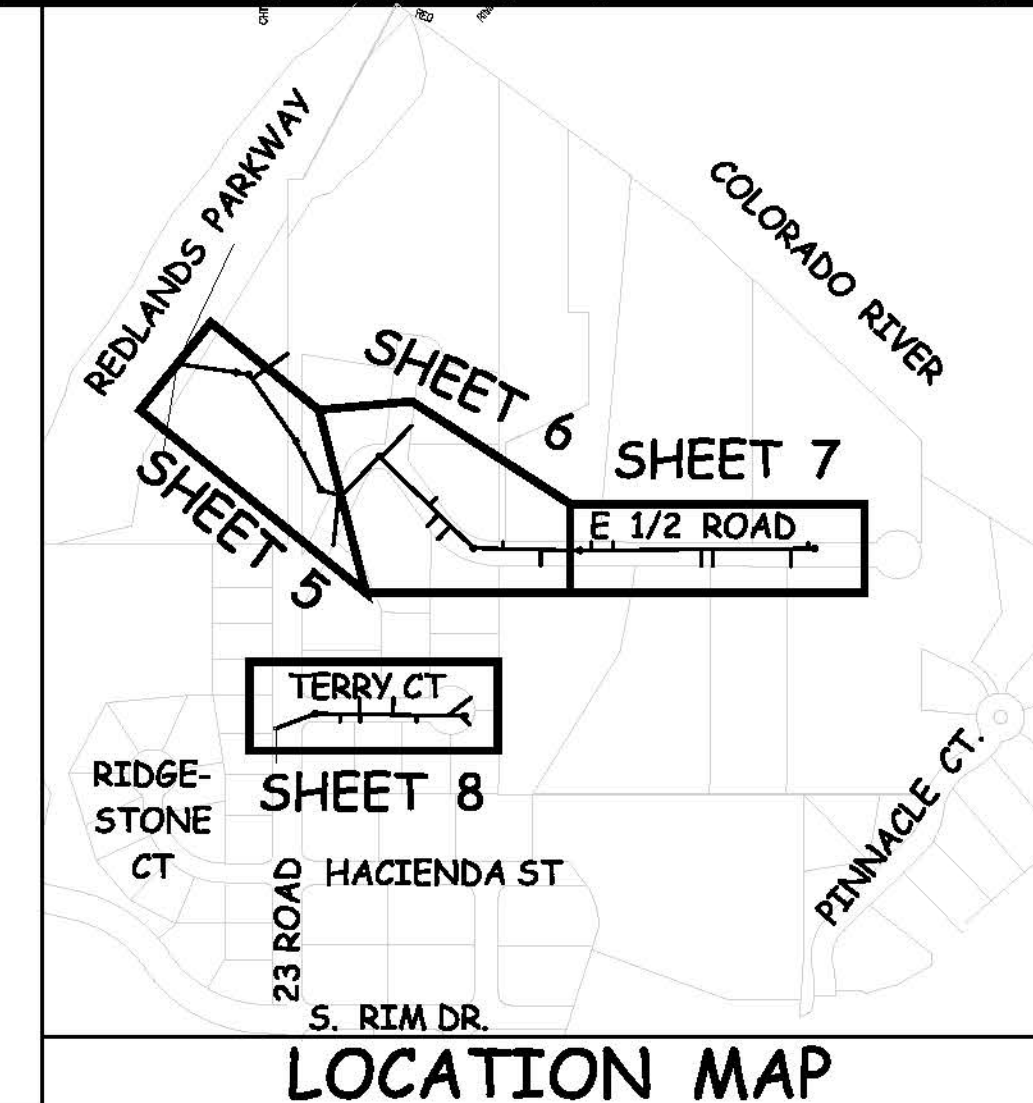 RED
REDLANDS PARKWAY
COLORADO RIVER
SHEET 6
SHEET 7
SHEET 5
E 1/2 ROAD
TERRY CT
SHEET 8
RIDGE-
STONE
CT
PINNACLE CT.
HACIENDA ST
23 ROAD
S. RIM DR.
LOCATION MAP